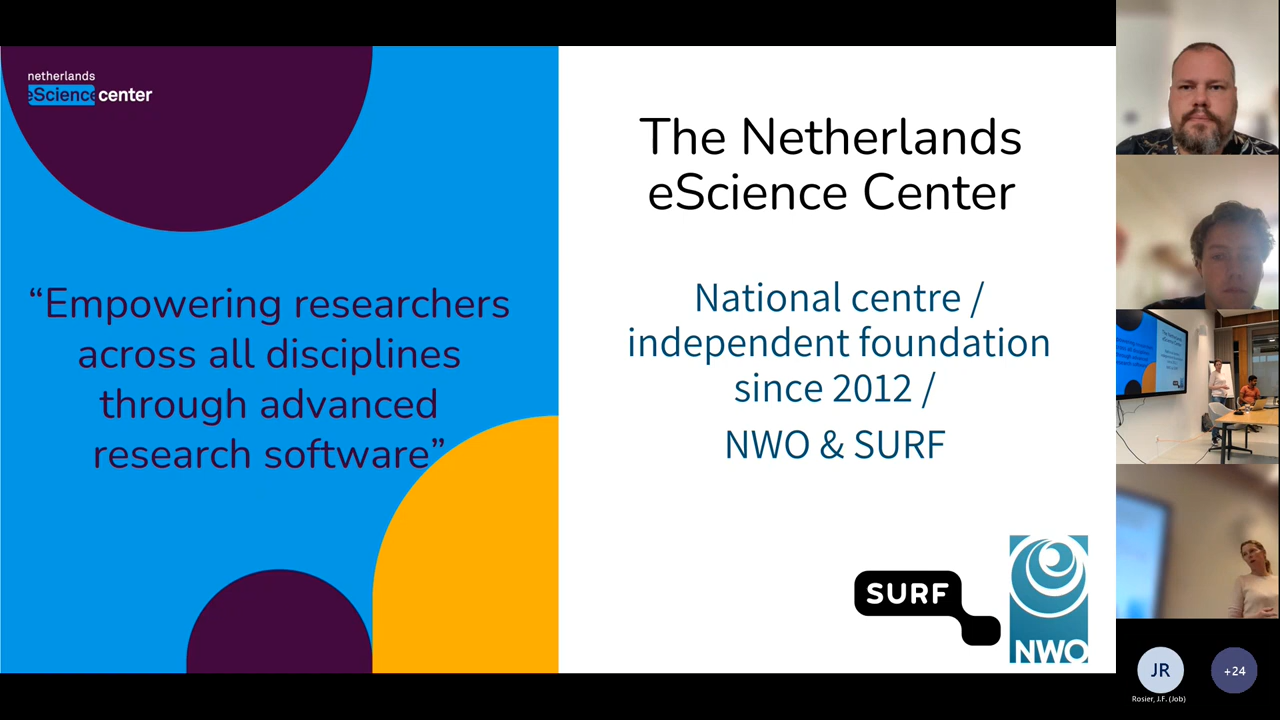 netherlands
eScience center
“Empowering researchers
across all disciplines
through advanced
research software”
The Netherlands
eScience Center
National centre /
independent foundation
since 2012 /
NWO & SURF
SURF
NWO
JR
+24
Rosier, J.F. (Job)